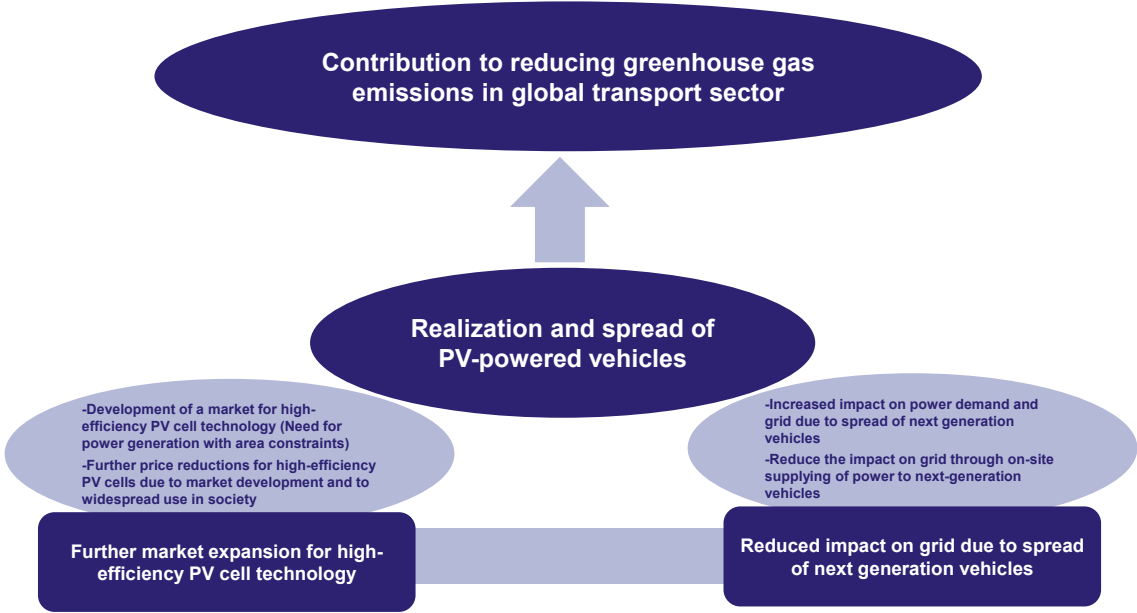 Contribution to reducing greenhouse gas
emissions in global transport sector
Realization and spread of
PV-powered vehicles
-Development of a market for high-
efficiency PV cell technology (Need for
power generation with area constraints)
-Further price reductions for high-efficiency
PV cells due to market development and to
widespread use in society
-Increased impact on power demand and
grid due to spread of next generation
vehicles
-Reduce the impact on grid through on-site
supplying of power to next-generation
vehicles
Further market expansion for high-
efficiency PV cell technology
Reduced impact on grid due to spread
of next generation vehicles